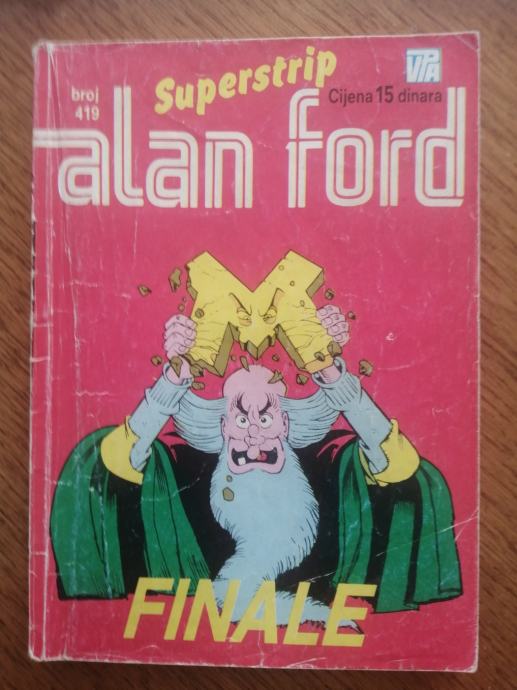 Superstrip
VPA
broj
419
Cijena 15 dinara
alan ford
M
FINALE